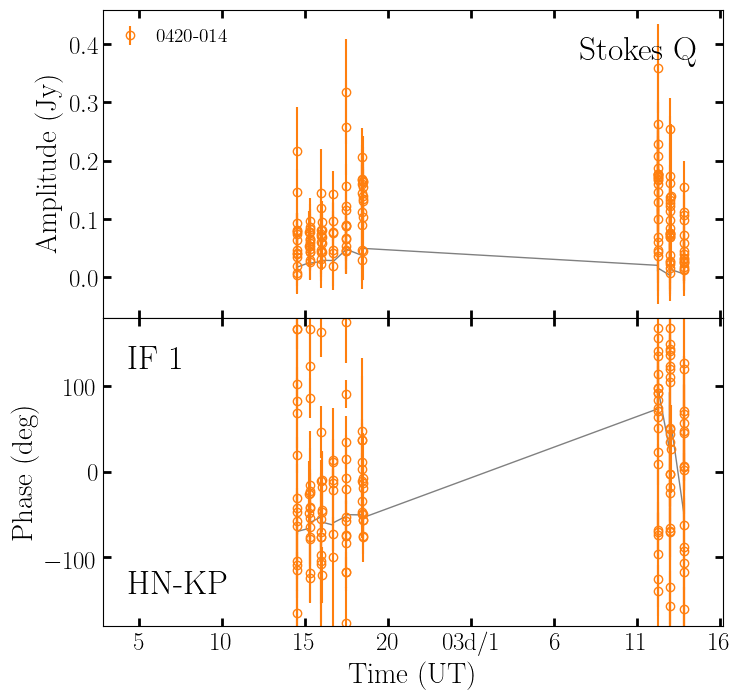 0420-014
Stokes Q
Amplitude (Jy)
0.4
0.3
0.2
0.1
0.0
IF 1
Phase (deg)
100
0
−100
HN-KP
5 10 15 20 03d/1 6 11 16
Time (UT)